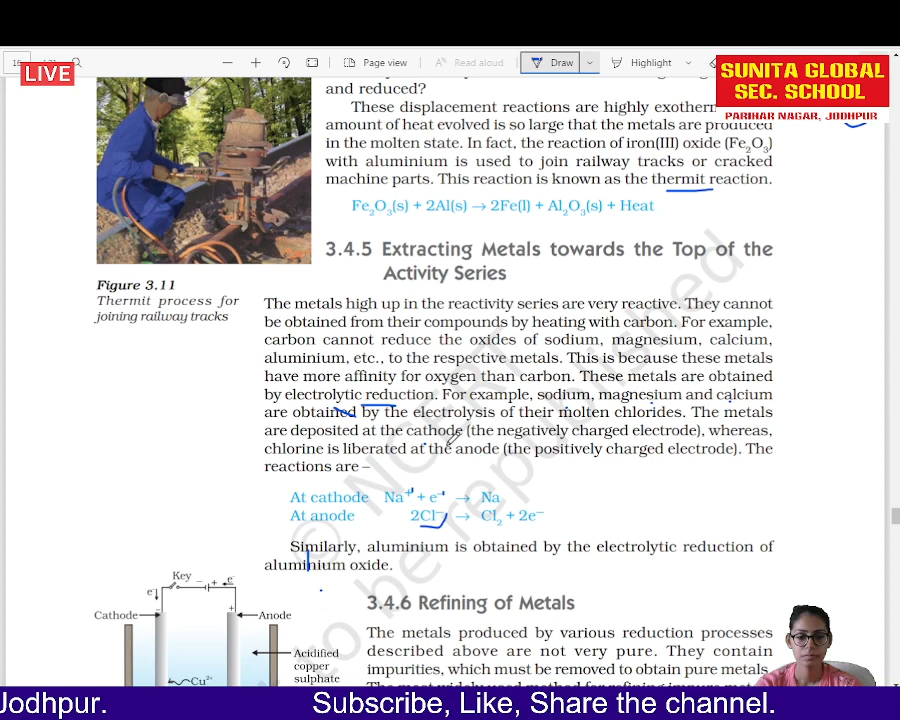 16
Page view
Read aloud
Draw
Highlight
LIVE
SUNITA GLOBAL
SEC. SCHOOL
PARIHAR NAGAR, JODHPUR
and reduced?
These displacement reactions are highly exotherm
amount of heat evolved is so large that the metals are produced
in the molten state. In fact, the reaction of iron(III) oxide (Fe₂O₃)
with aluminium is used to join railway tracks or cracked
machine parts. This reaction is known as the thermit reaction.
Fe₂O₃(s) + 2Al(s) → 2Fe(l) + Al₂O₃(s) + Heat
Figure 3.11
Thermit process for
joining railway tracks
3.4.5 Extracting Metals towards the Top of the
Activity Series
The metals high up in the reactivity series are very reactive. They cannot
be obtained from their compounds by heating with carbon. For example,
carbon cannot reduce the oxides of sodium, magnesium, calcium,
aluminium, etc., to the respective metals. This is because these metals
have more affinity for oxygen than carbon. These metals are obtained
by electrolytic reduction. For example, sodium, magnesium and calcium
are obtained by the electrolysis of their molten chlorides. The metals
are deposited at the cathode (the negatively charged electrode), whereas,
chlorine is liberated at the anode (the positively charged electrode). The
reactions are –
At cathode Na⁺ + e⁻ → Na
At anode 2Cl⁻ → Cl₂ + 2e⁻
Similarly, aluminium is obtained by the electrolytic reduction of
aluminium oxide.
3.4.6 Refining of Metals
The metals produced by various reduction processes
described above are not very pure. They contain
impurities, which must be removed to obtain pure metals.
Key
e⁻
− + e⁻
− +
Cathode
Anode
Acidified
copper
sulphate
Cu²⁺
© NCERT
to be republished
Jodhpur. Subscribe, Like, Share the channel.